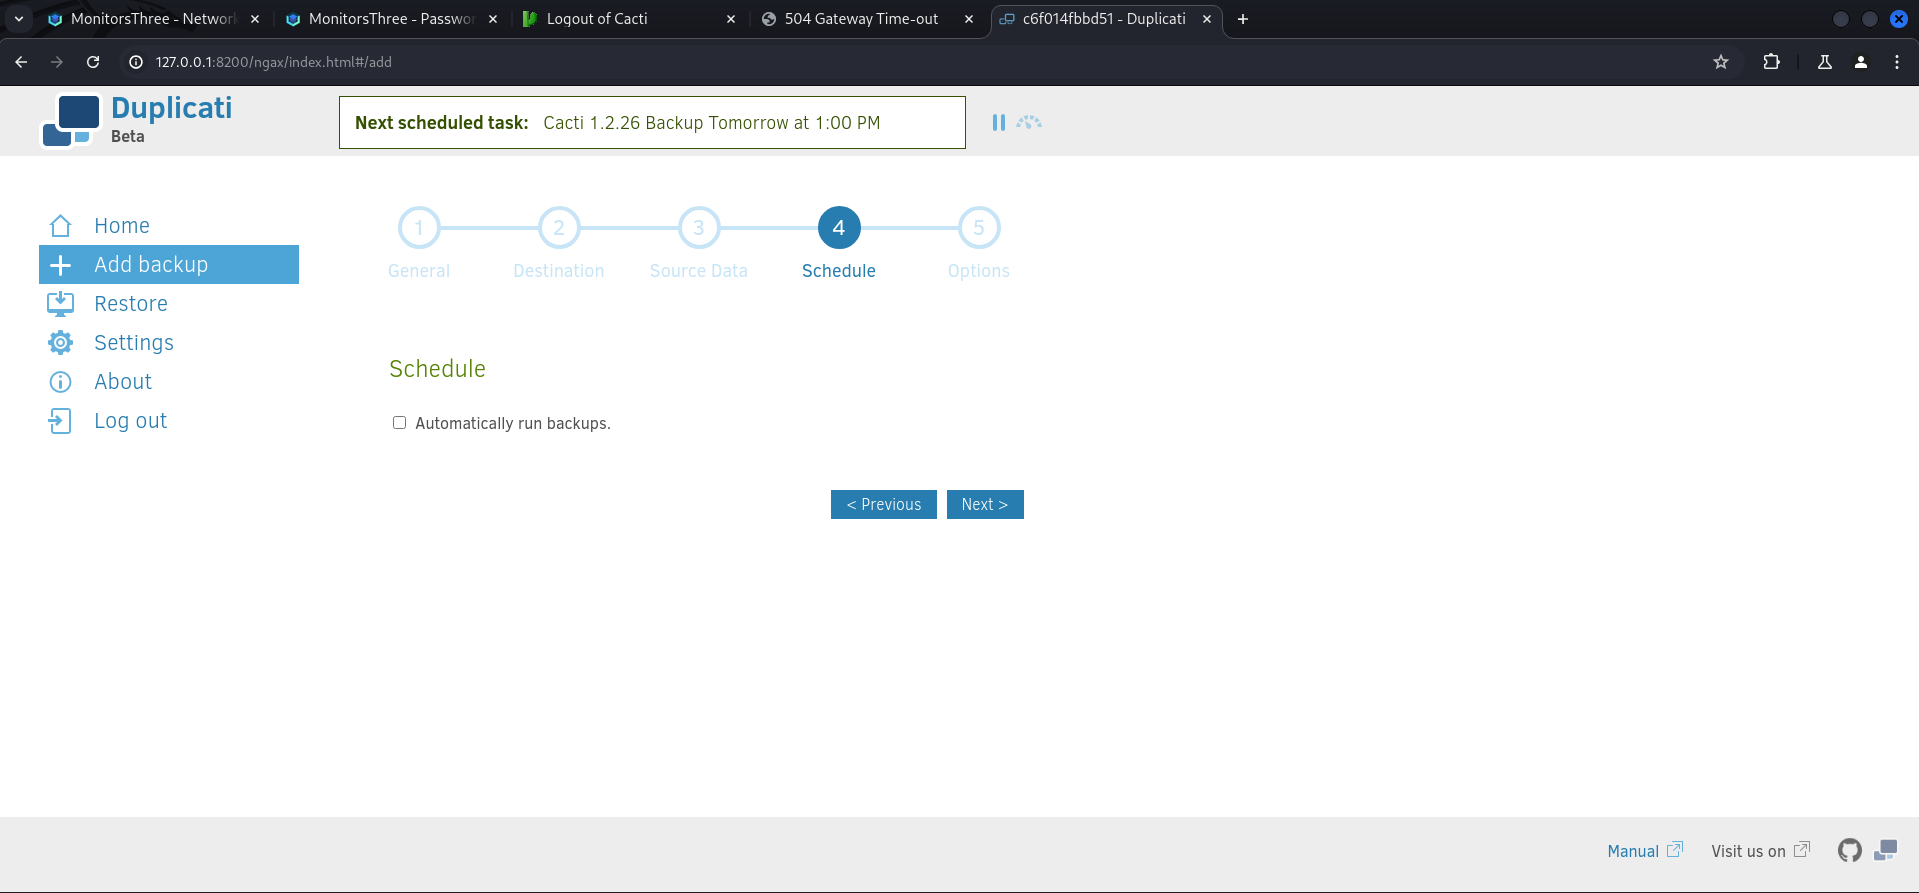 MonitorsThree - Network
MonitorsThree - Passwor
Logout of Cacti
504 Gateway Time-out
c6f014fbbd51 - Duplicati
127.0.0.1:8200/ngax/index.html#/add
Duplicati
Beta
Next scheduled task: Cacti 1.2.26 Backup Tomorrow at 1:00 PM
Home
Add backup
Restore
Settings
About
Log out
1 2 3 4 5
General Destination Source Data Schedule Options
Schedule
Automatically run backups.
< Previous Next >
Manual Visit us on